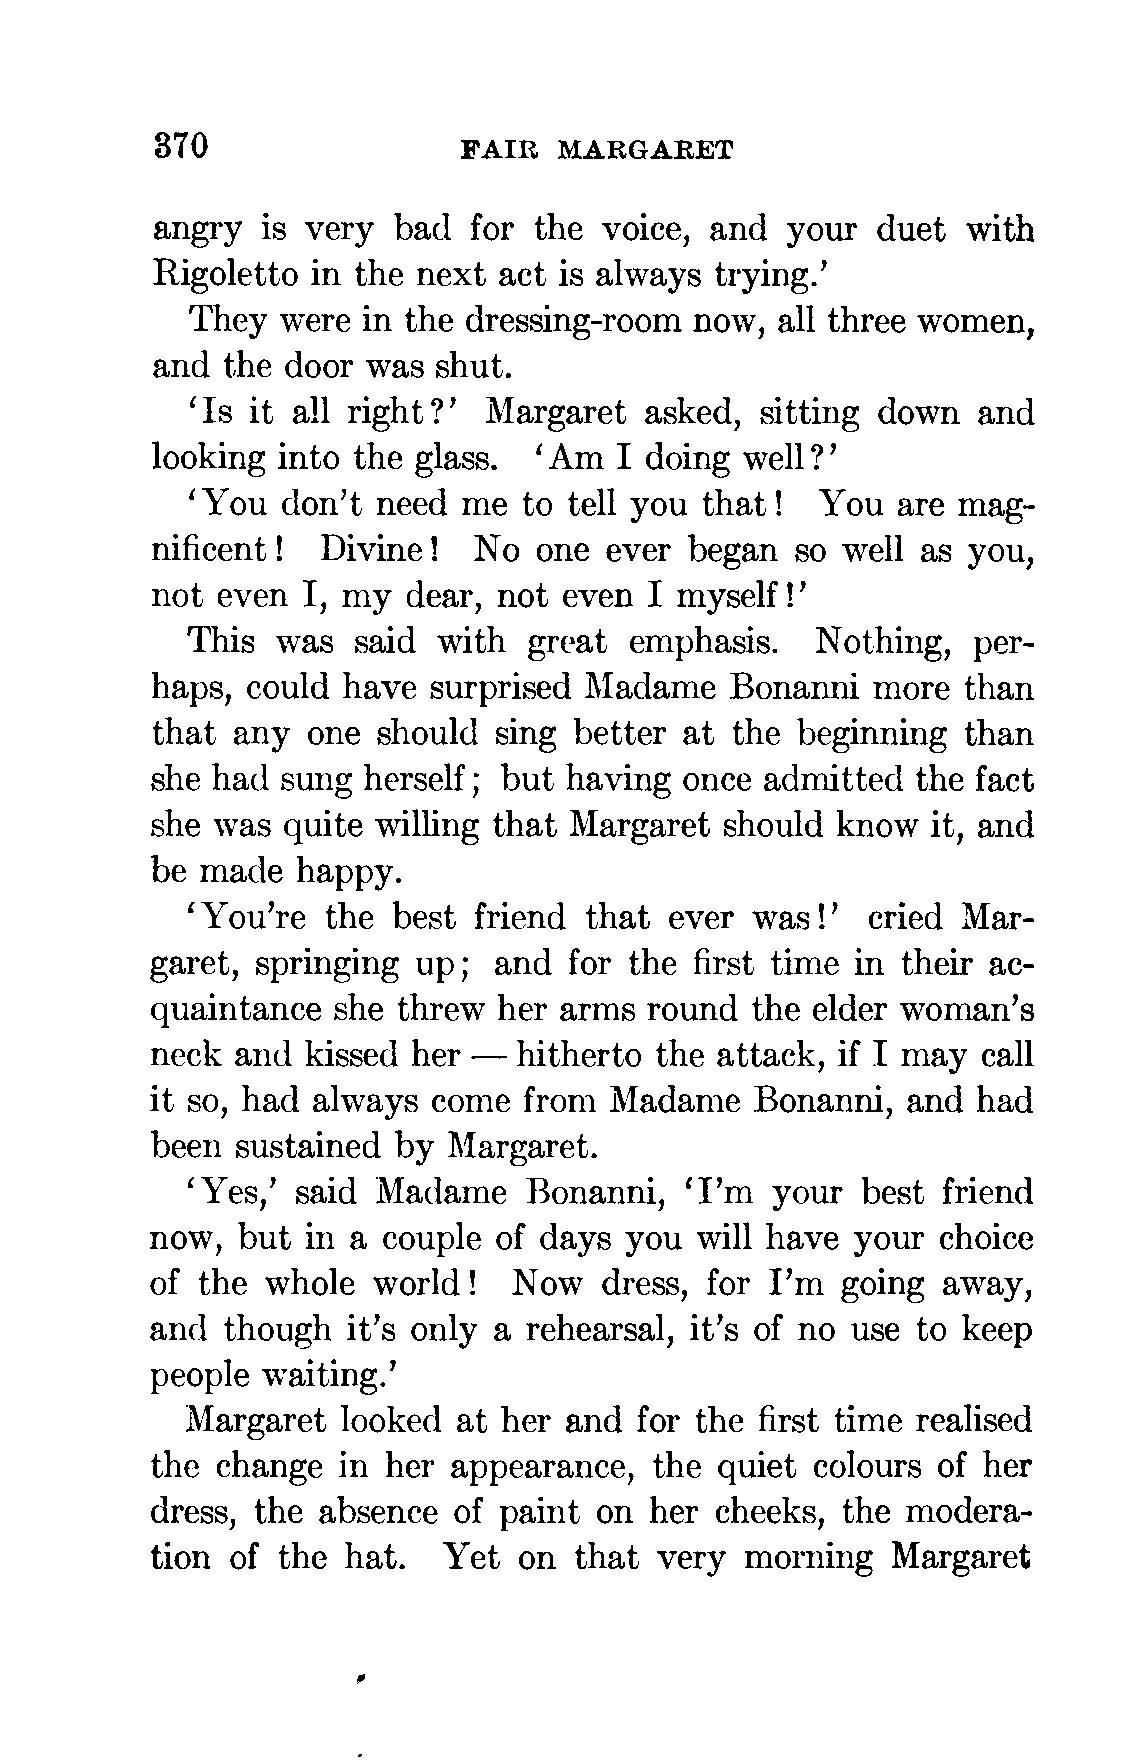 370 FAIR MARGARET
angry is very bad for the voice, and your duet with
Rigoletto in the next act is always trying.’
They were in the dressing-room now, all three women,
and the door was shut.
‘Is it all right?’ Margaret asked, sitting down and
looking into the glass. ‘Am I doing well?’
‘You don’t need me to tell you that! You are mag-
nificent! Divine! No one ever began so well as you,
not even I, my dear, not even I myself!’
This was said with great emphasis. Nothing, per-
haps, could have surprised Madame Bonanni more than
that any one should sing better at the beginning than
she had sung herself; but having once admitted the fact
she was quite willing that Margaret should know it, and
be made happy.
‘You’re the best friend that ever was!’ cried Mar-
garet, springing up; and for the first time in their ac-
quaintance she threw her arms round the elder woman’s
neck and kissed her — hitherto the attack, if I may call
it so, had always come from Madame Bonanni, and had
been sustained by Margaret.
‘Yes,’ said Madame Bonanni, ‘I’m your best friend
now, but in a couple of days you will have your choice
of the whole world! Now dress, for I’m going away,
and though it’s only a rehearsal, it’s of no use to keep
people waiting.’
Margaret looked at her and for the first time realised
the change in her appearance, the quiet colours of her
dress, the absence of paint on her cheeks, the modera-
tion of the hat. Yet on that very morning Margaret